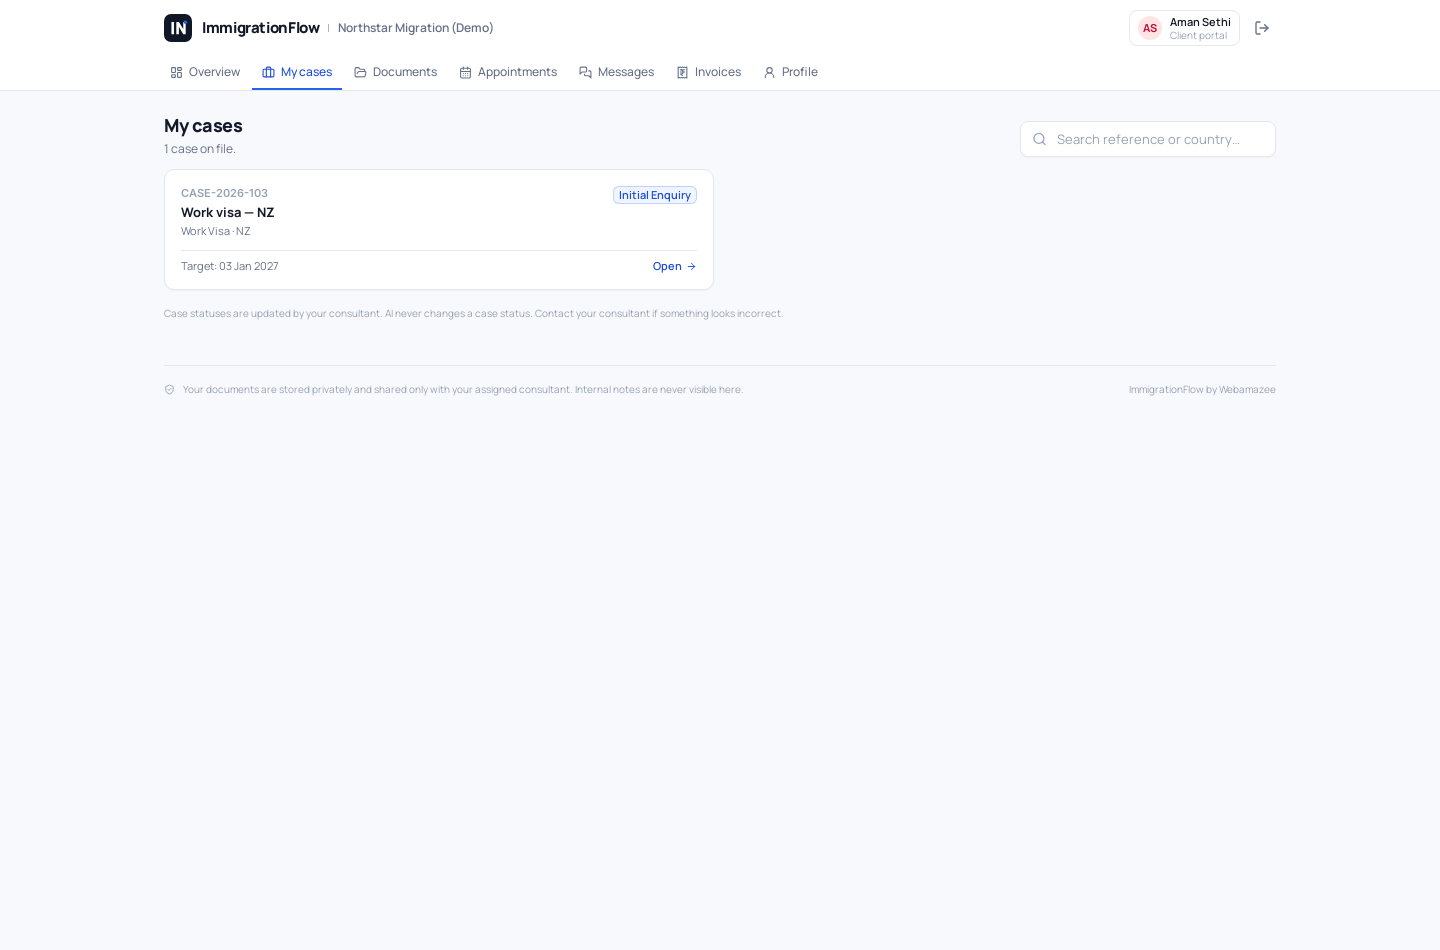 IN ImmigrationFlow | Northstar Migration (Demo)
AS Aman Sethi
Client portal
Overview My cases Documents Appointments Messages Invoices Profile
My cases
1 case on file.
Search reference or country...
CASE-2026-103
Initial Enquiry
Work visa — NZ
Work Visa · NZ
Target: 03 Jan 2027
Open →
Case statuses are updated by your consultant. AI never changes a case status. Contact your consultant if something looks incorrect.
Your documents are stored privately and shared only with your assigned consultant. Internal notes are never visible here.
ImmigrationFlow by Webamazee